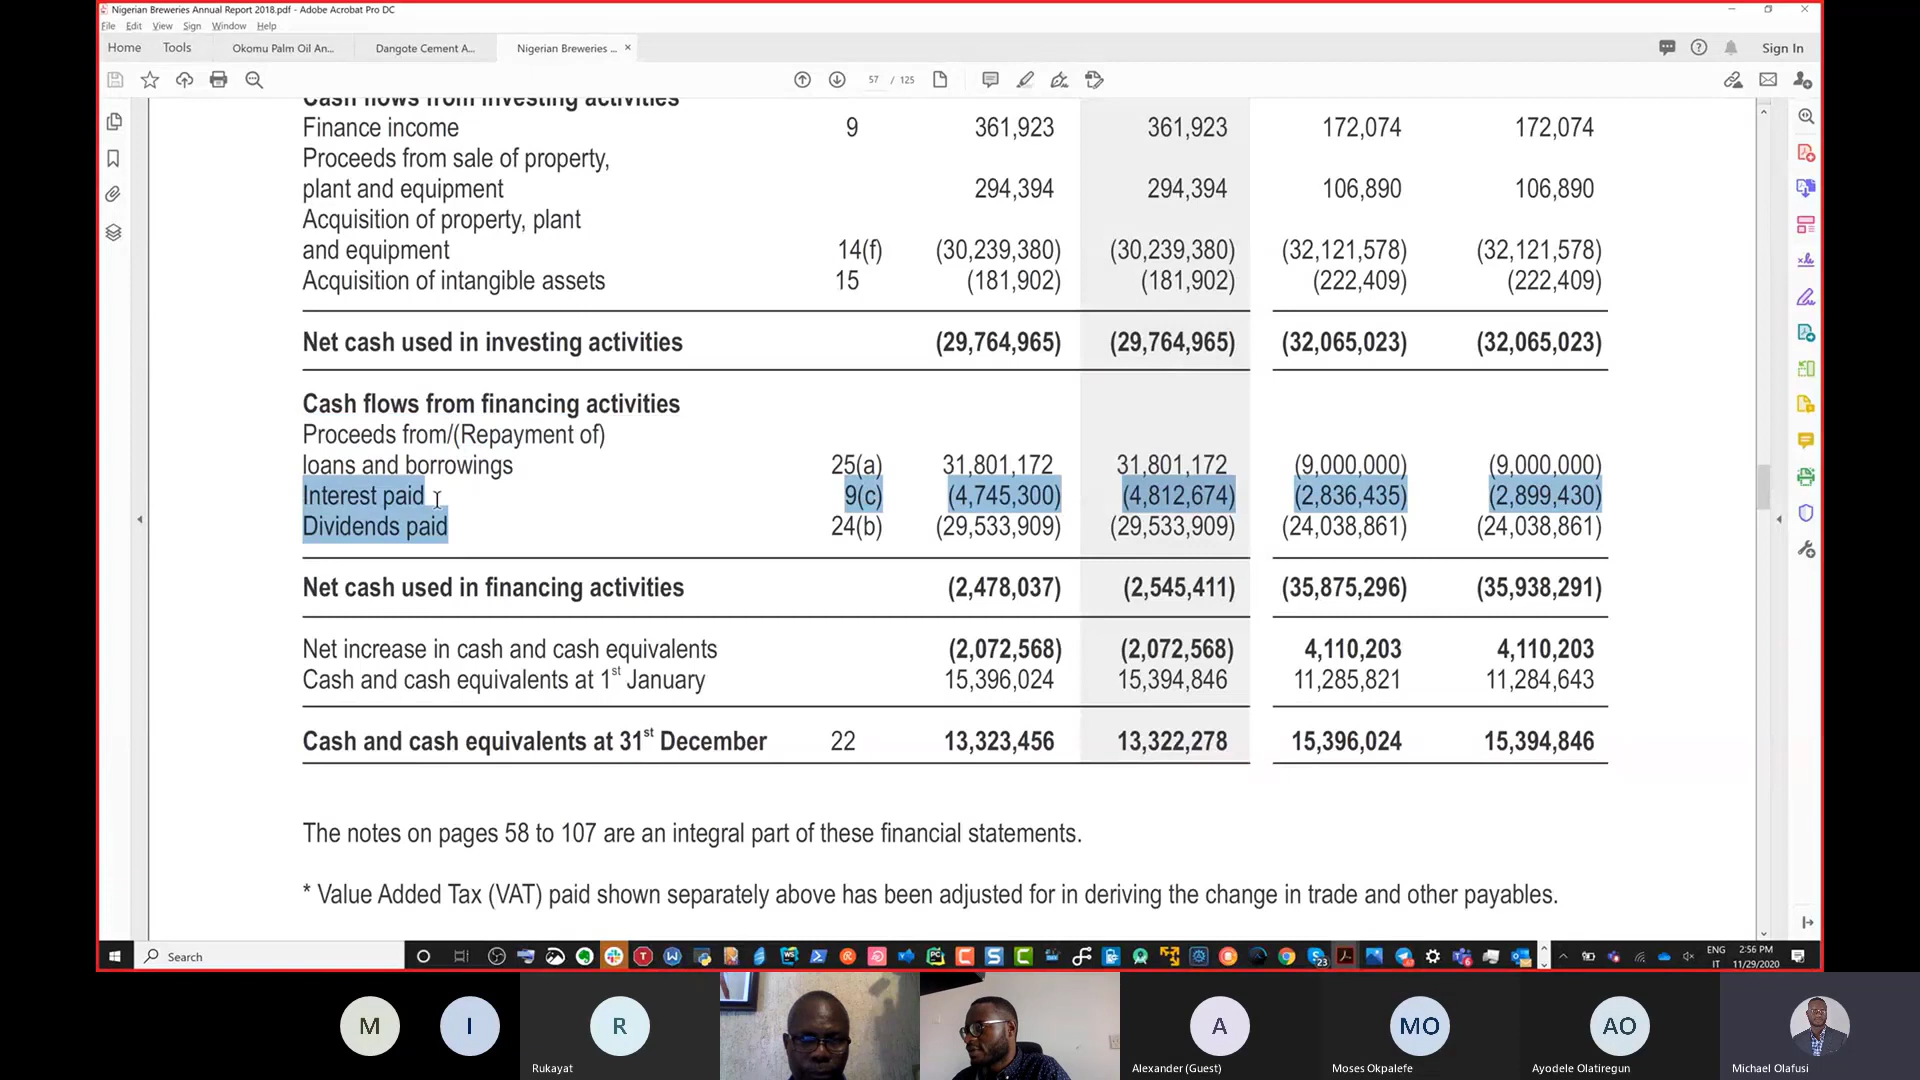 Nigerian Breweries Annual Report 2018.pdf - Adobe Acrobat Pro DC
File Edit View Sign Window Help
Home Tools Okomu Palm Oil An... Dangote Cement A... Nigerian Breweries ... × Sign In
57 / 125
Cash flows from investing activities
Finance income 9 361,923 361,923 172,074 172,074
Proceeds from sale of property,
plant and equipment 294,394 294,394 106,890 106,890
Acquisition of property, plant
and equipment 14(f) (30,239,380) (30,239,380) (32,121,578) (32,121,578)
Acquisition of intangible assets 15 (181,902) (181,902) (222,409) (222,409)
Net cash used in investing activities (29,764,965) (29,764,965) (32,065,023) (32,065,023)
Cash flows from financing activities
Proceeds from/(Repayment of)
loans and borrowings 25(a) 31,801,172 31,801,172 (9,000,000) (9,000,000)
Interest paid 9(c) (4,745,300) (4,812,674) (2,836,435) (2,899,430)
Dividends paid 24(b) (29,533,909) (29,533,909) (24,038,861) (24,038,861)
Net cash used in financing activities (2,478,037) (2,545,411) (35,875,296) (35,938,291)
Net increase in cash and cash equivalents (2,072,568) (2,072,568) 4,110,203 4,110,203
Cash and cash equivalents at 1st January 15,396,024 15,394,846 11,285,821 11,284,643
Cash and cash equivalents at 31st December 22 13,323,456 13,322,278 15,396,024 15,394,846
The notes on pages 58 to 107 are an integral part of these financial statements.
* Value Added Tax (VAT) paid shown separately above has been adjusted for in deriving the change in trade and other payables.
Search
23
ENG 2:56 PM
IT 11/29/2020
M I R A MO AO
Rukayat Alexander (Guest) Moses Okpalefe Ayodele Olatiregun Michael Olafusi